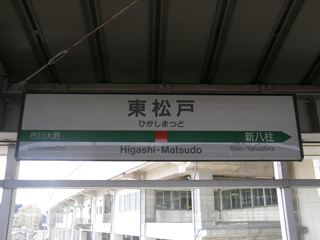 東松戸
ひがしまつど
市川大野
新八柱
Higashi-Matsudo
Shin-Yahashira